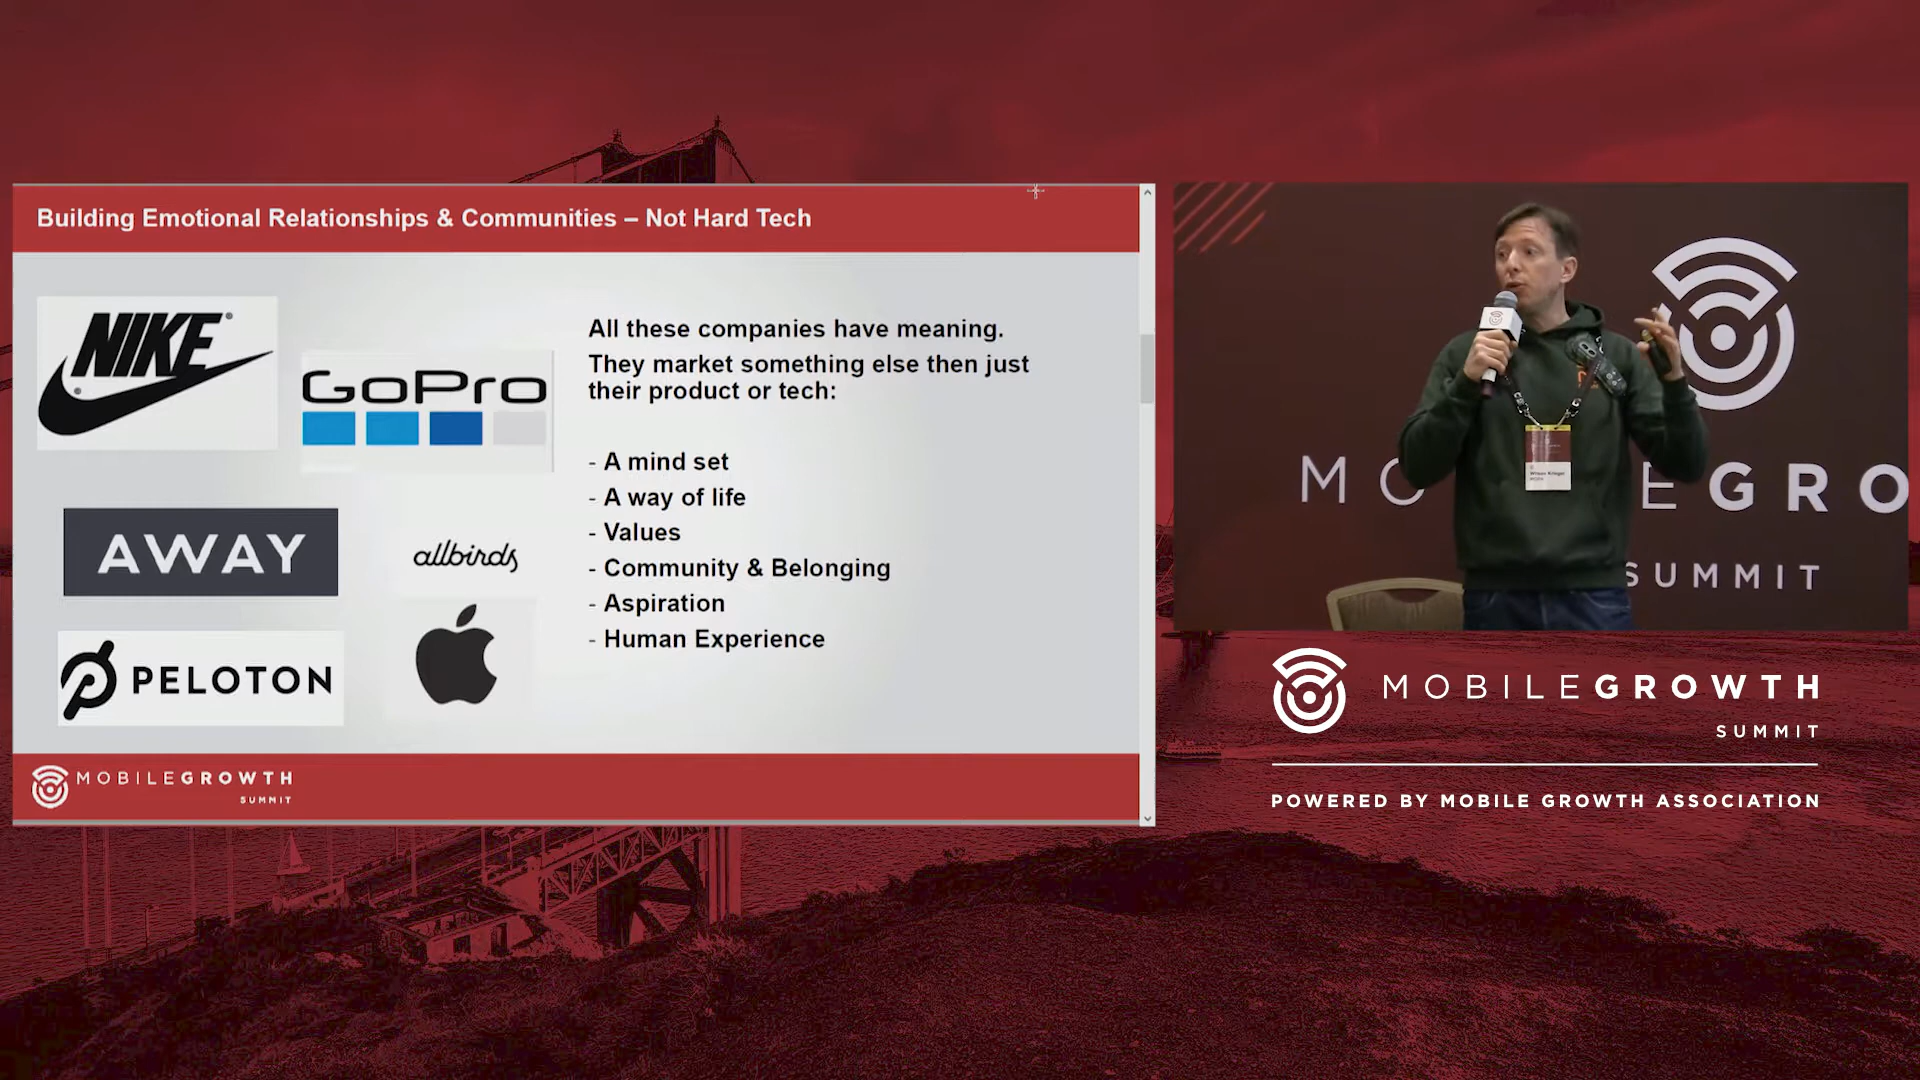 Building Emotional Relationships & Communities – Not Hard Tech
NIKE
GoPro
AWAY
allbirds
PELOTON
All these companies have meaning.
They market something else then just
their product or tech:
- A mind set
- A way of life
- Values
- Community & Belonging
- Aspiration
- Human Experience
MOBILEGROWTH
SUMMIT
MO
EGRO
SUMMIT
MOBILEGROWTH
SUMMIT
POWERED BY MOBILE GROWTH ASSOCIATION